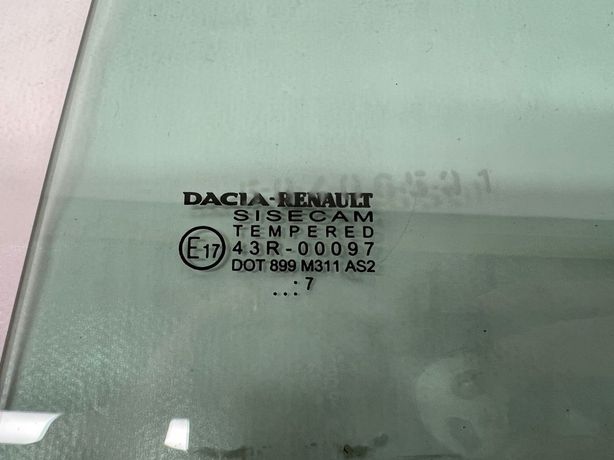 DACIA-RENAULT
SISECAM
TEMPERED
E17 43R-00097
DOT 899 M311 AS2
..: 7